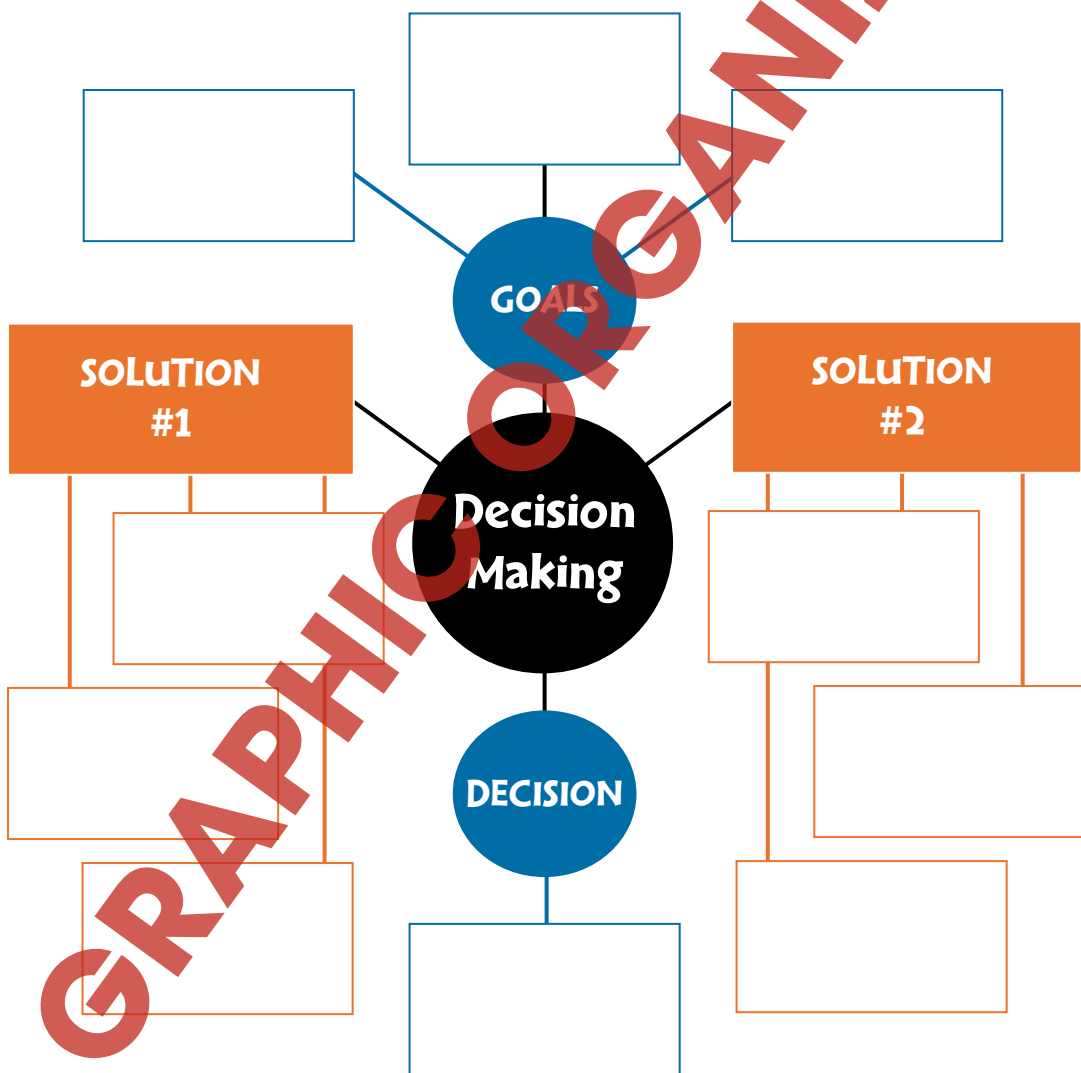 GOALS
SOLUTION
#1
SOLUTION
#2
Decision
Making
DECISION
GRAPHIC ORGANI